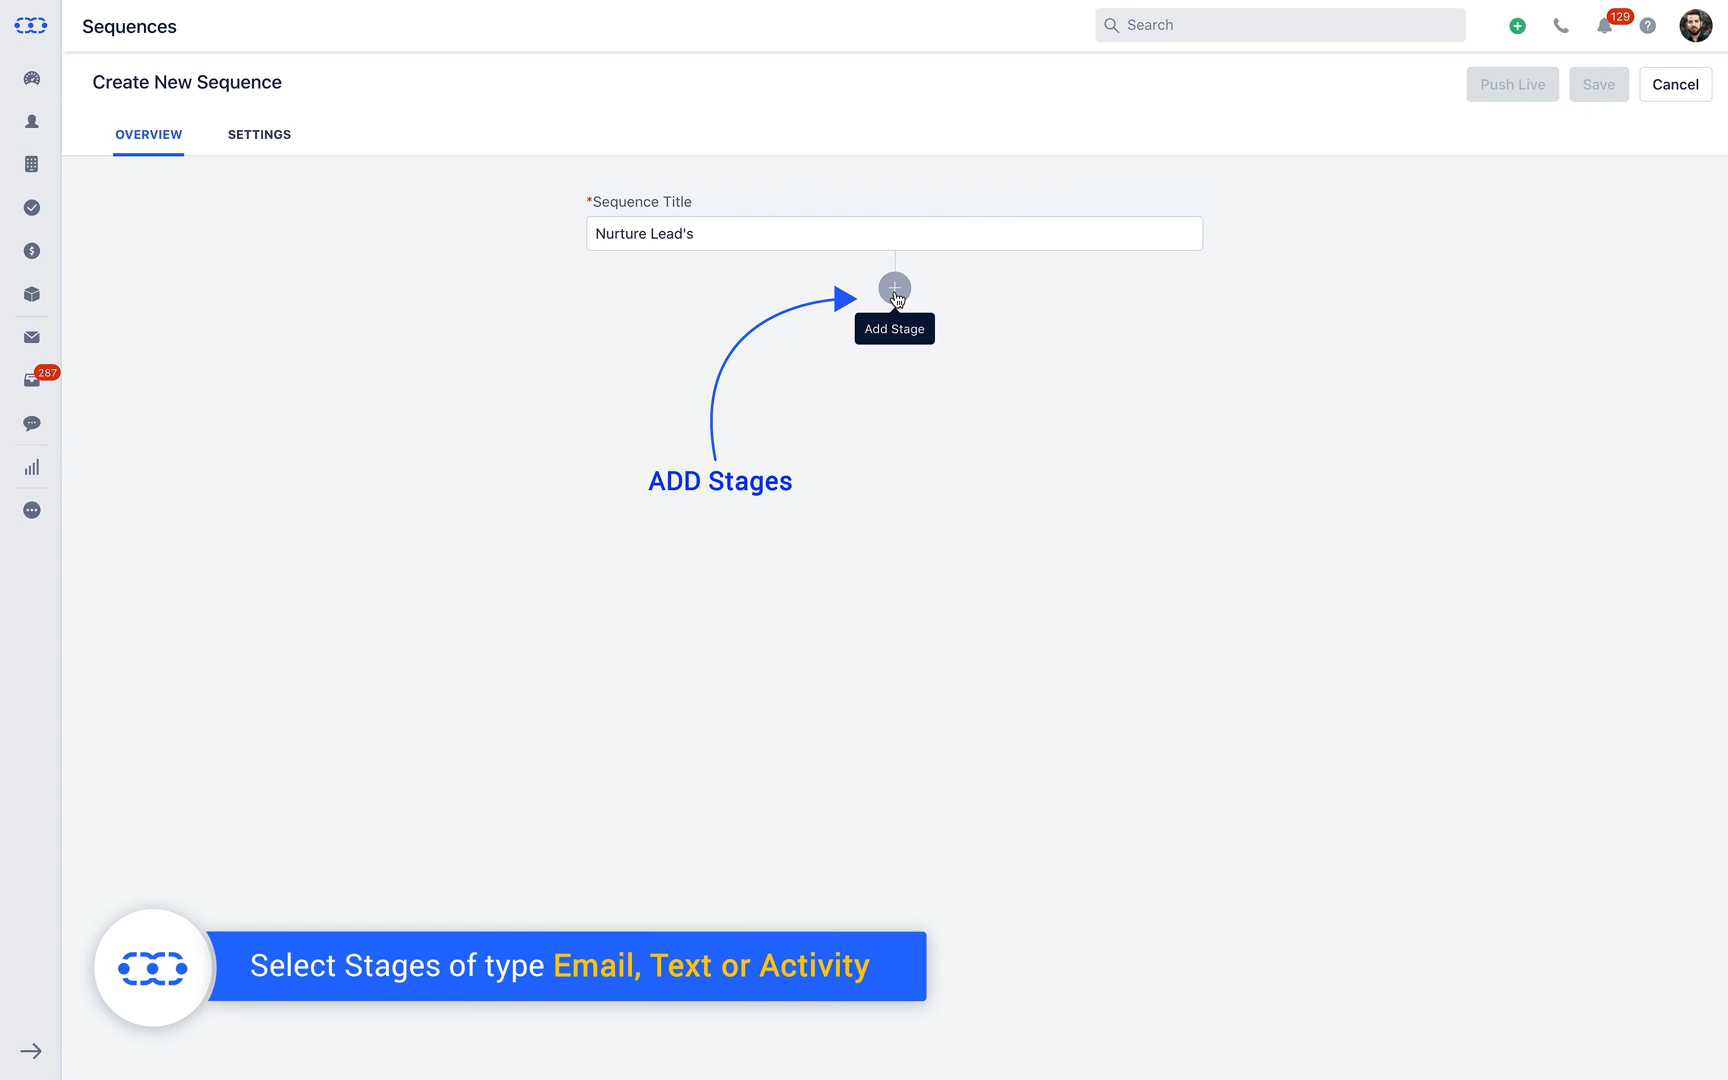 Sequences
Search
129
Create New Sequence
Push Live
Save
Cancel
OVERVIEW
SETTINGS
*Sequence Title
Nurture Lead's
Add Stage
287
ADD Stages
Select Stages of type Email, Text or Activity